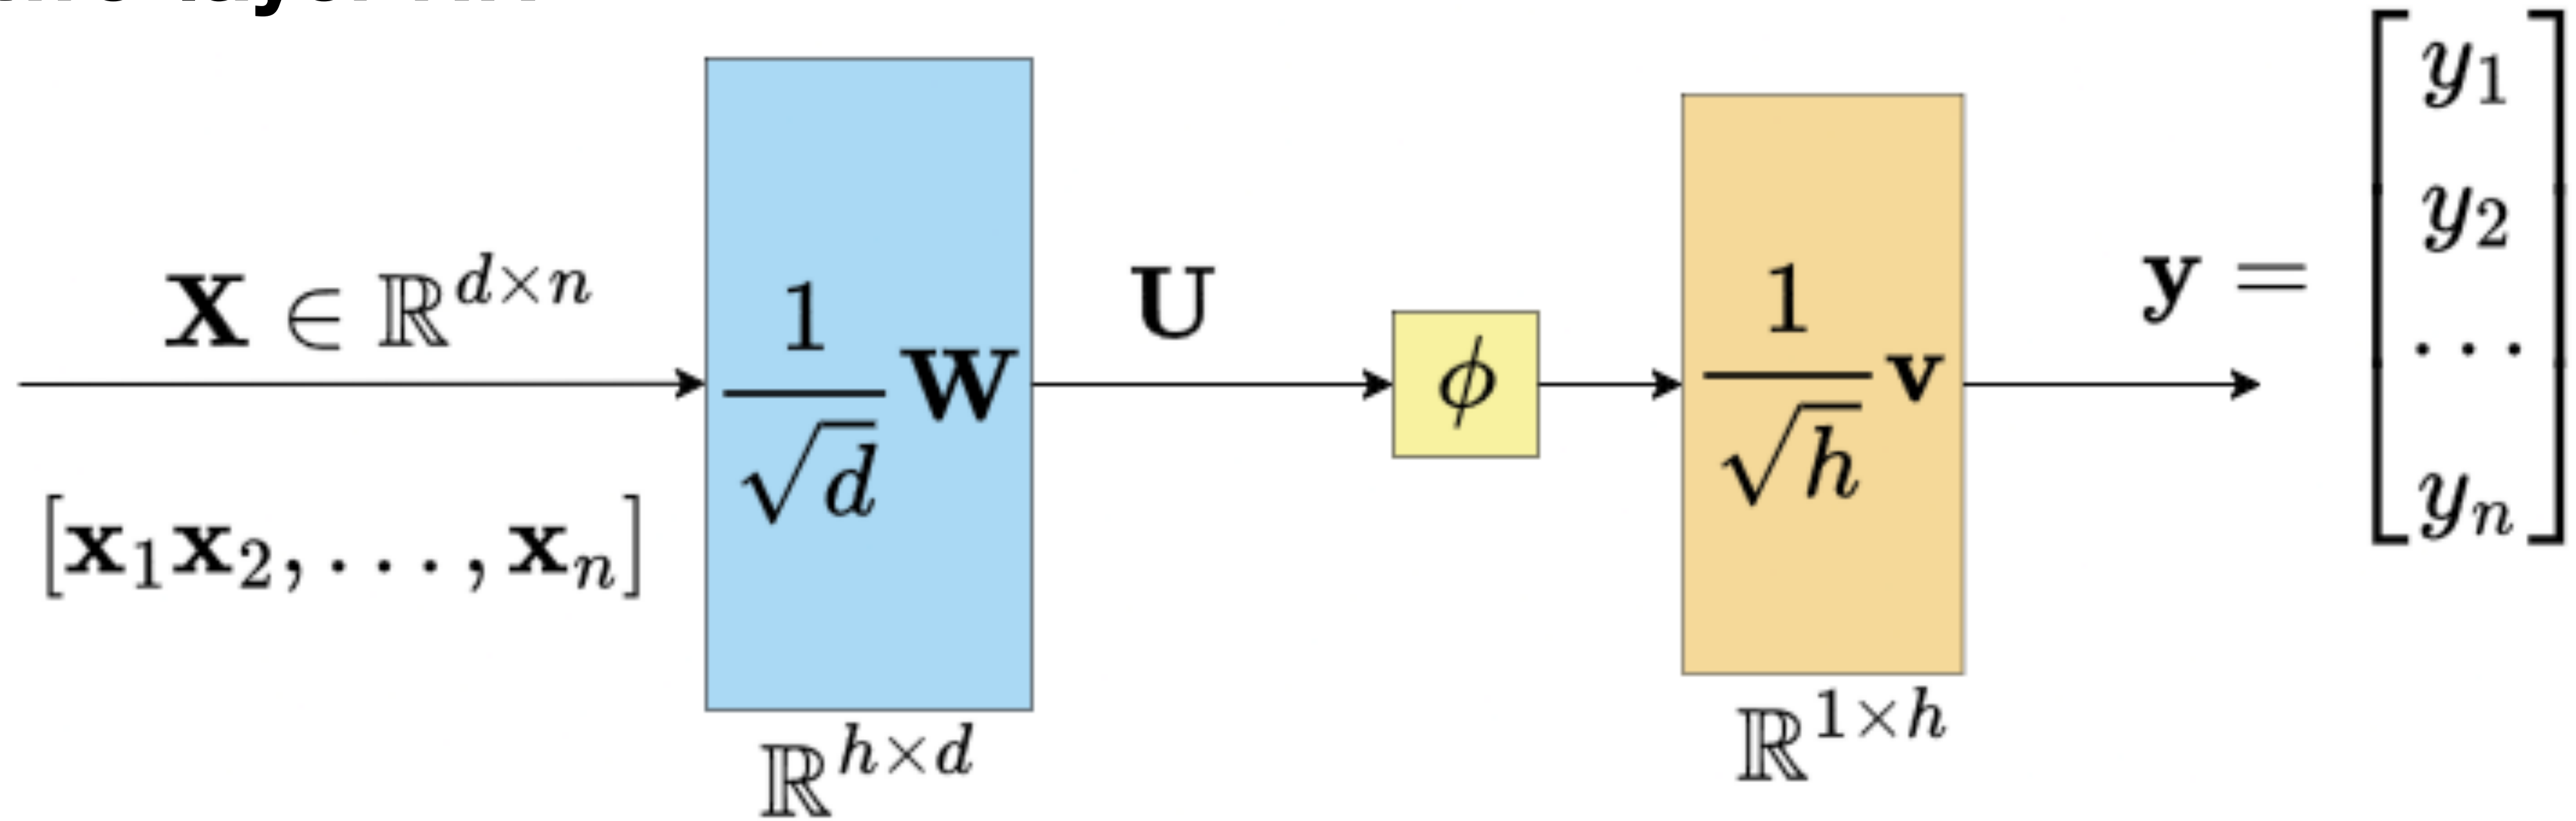 X ∈ ℝ^{d×n}
[x₁x₂, . . . , xₙ]
1/√d W
ℝ^{h×d}
U
ϕ
1/√h v
ℝ^{1×h}
y =
y₁
y₂
. . .
yₙ